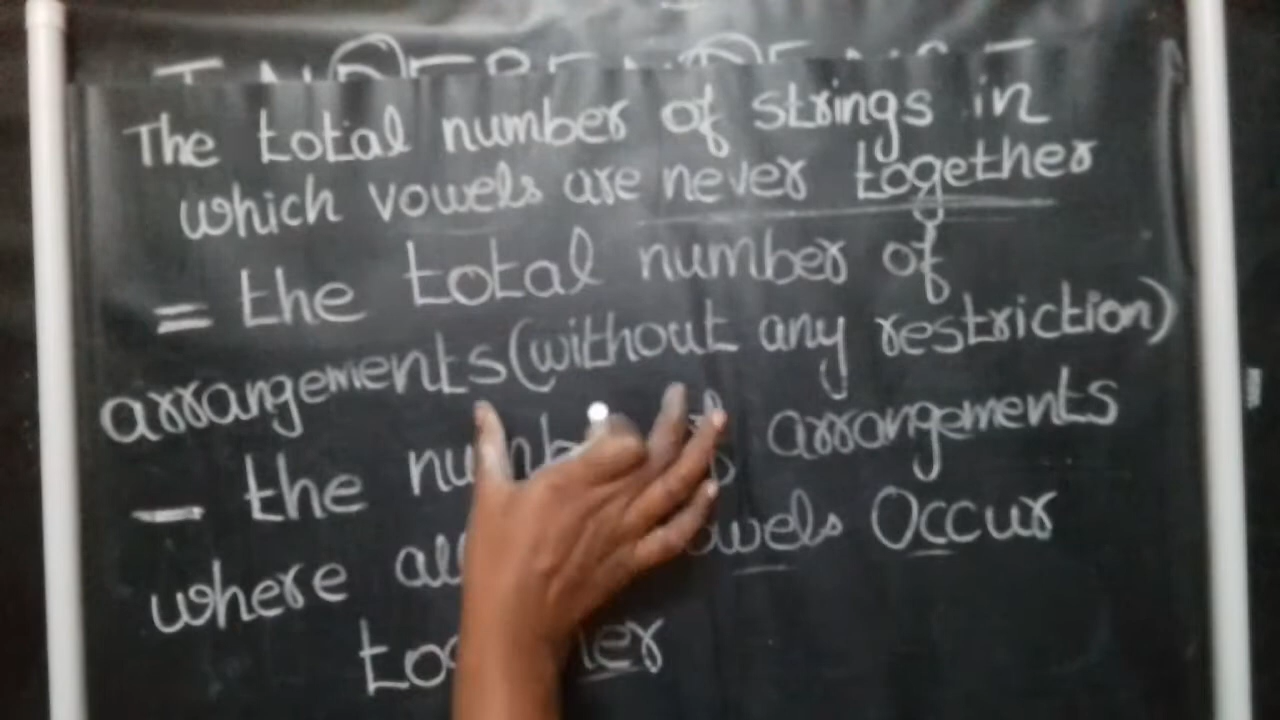 The total number of strings in
which vowels are never together
= the total number of
arrangements (without any restriction)
- the arrangements
where Occur